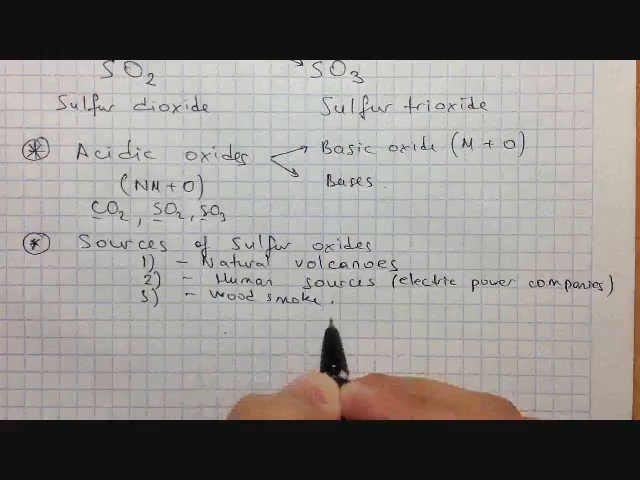 SO2 SO3
Sulfur dioxide Sulfur trioxide
* Acidic oxides Basic oxide (M + O)
(NM + O) Bases.
CO2, SO2, SO3
* Sources of Sulfur oxides
1) - Natural volcanoes
2) - Human sources (electric power companies)
3) - Wood smoke.